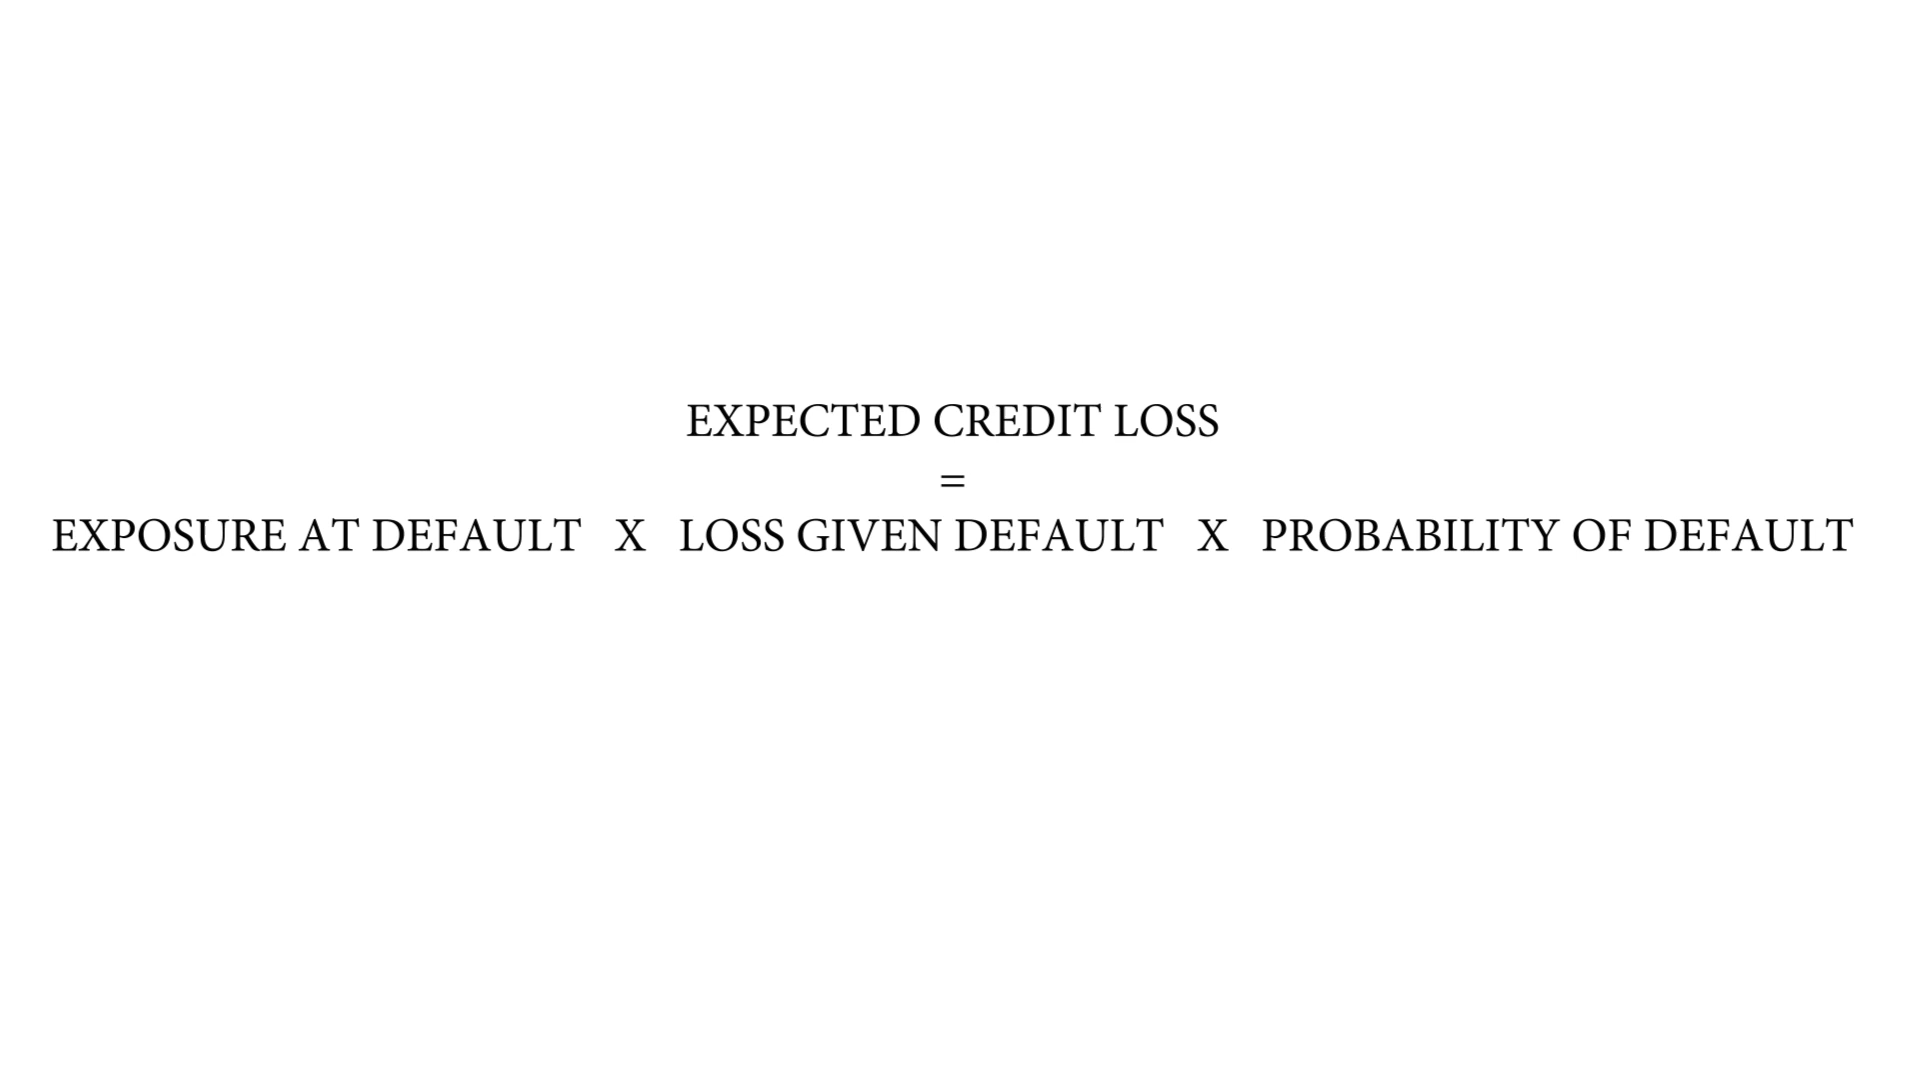 EXPECTED CREDIT LOSS
=
EXPOSURE AT DEFAULT X LOSS GIVEN DEFAULT X PROBABILITY OF DEFAULT